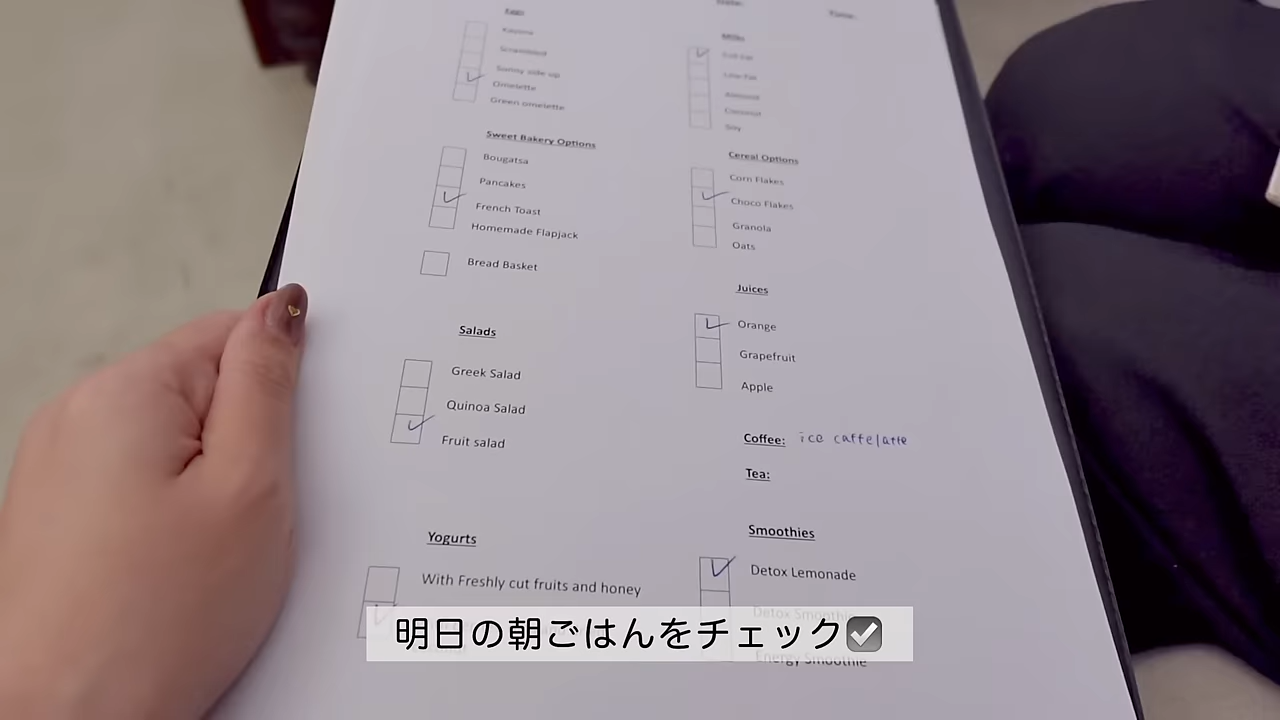 Eggs
Scrambled
Sunny side up
Omelette
Green omelette
Sweet Bakery Options
Bougatsa
Pancakes
French Toast
Homemade Flapjack
Bread Basket
Salads
Greek Salad
Quinoa Salad
Fruit salad
Yogurts
With Freshly cut fruits and honey
Milks
Full Fat
Low Fat
Almond
Coconut
Soy
Cereal Options
Corn Flakes
Choco Flakes
Granola
Oats
Juices
Orange
Grapefruit
Apple
Coffee: ice caffelatte
Tea:
Smoothies
Detox Lemonade
Detox Smoothie
Energy Smoothie
明日の朝ごはんをチェック☑